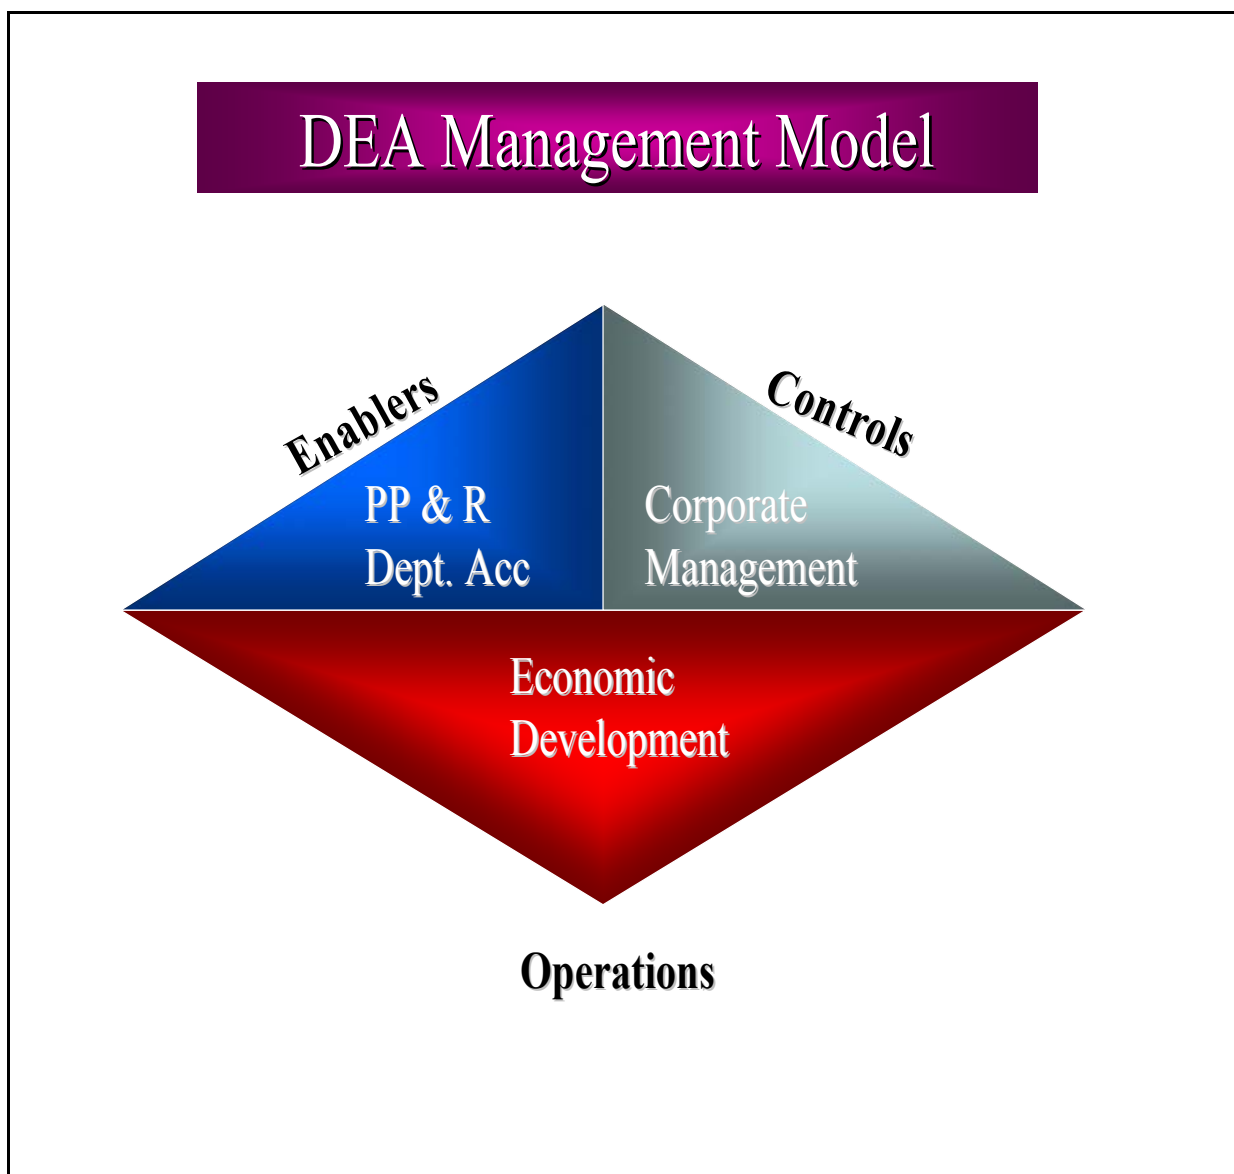 DEA Management Model
Enablers
Controls
PP & R
Dept. Acc
Corporate
Management
Economic
Development
Operations